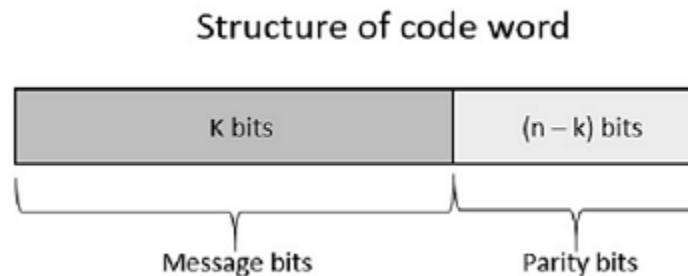 Structure of code word
K bits
(n – k) bits
Message bits
Parity bits